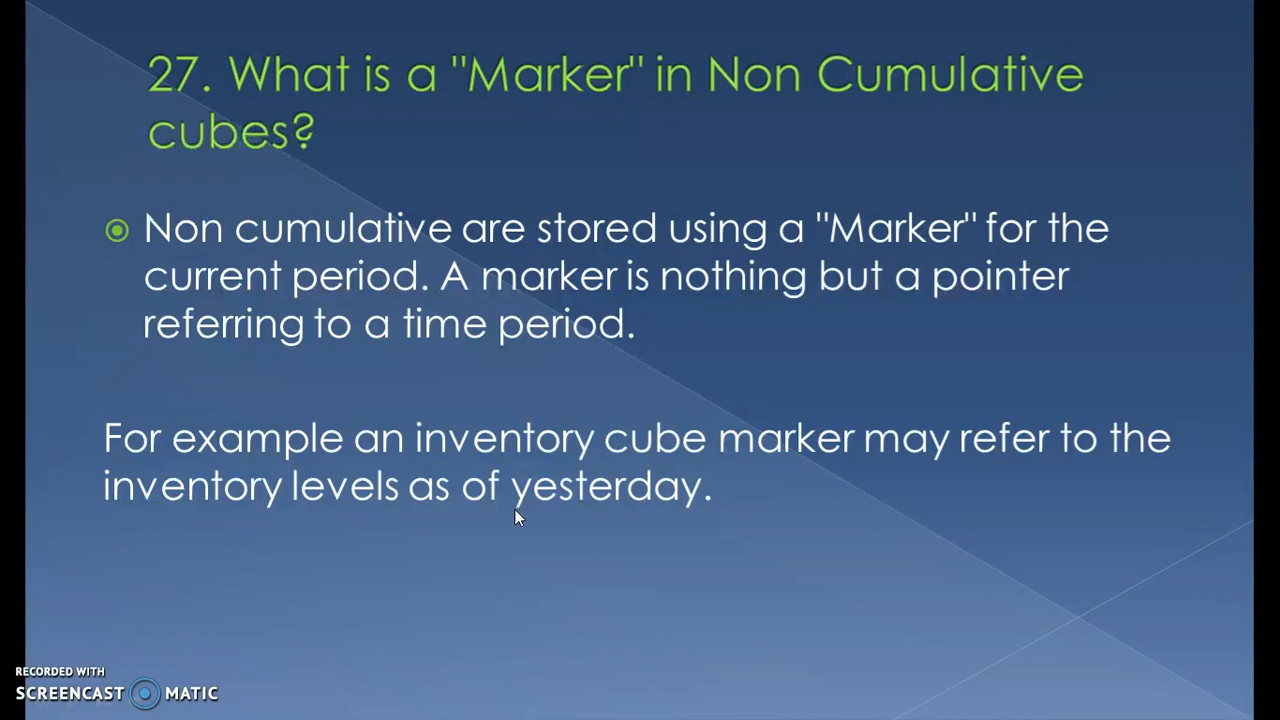 27. What is a "Marker" in Non Cumulative
cubes?
Non cumulative are stored using a "Marker" for the
current period. A marker is nothing but a pointer
referring to a time period.
For example an inventory cube marker may refer to the
inventory levels as of yesterday.
RECORDED WITH
SCREENCAST MATIC